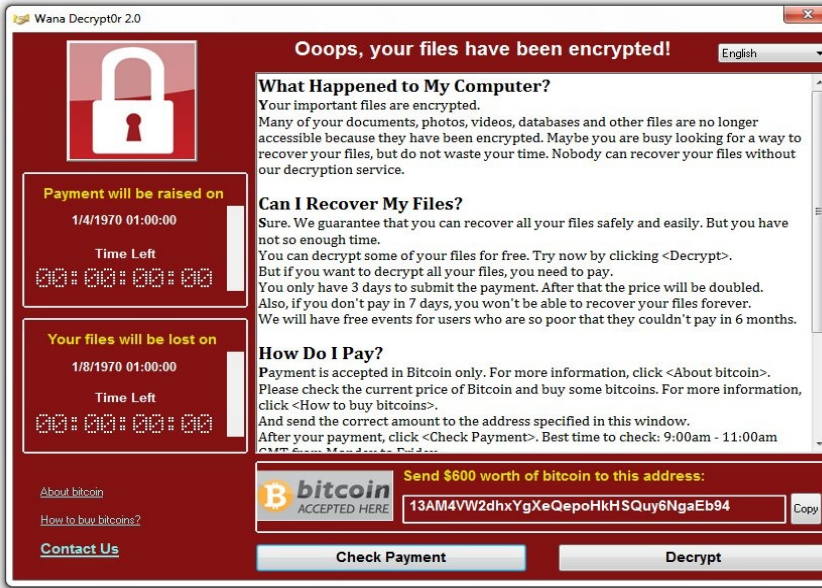 Wana Decrypt0r 2.0
Ooops, your files have been encrypted!
English
Payment will be raised on
1/4/1970 01:00:00
Time Left
00:00:00:00
Your files will be lost on
1/8/1970 01:00:00
Time Left
00:00:00:00
About bitcoin
How to buy bitcoins?
Contact Us
What Happened to My Computer?
Your important files are encrypted.
Many of your documents, photos, videos, databases and other files are no longer
accessible because they have been encrypted. Maybe you are busy looking for a way to
recover your files, but do not waste your time. Nobody can recover your files without
our decryption service.
Can I Recover My Files?
Sure. We guarantee that you can recover all your files safely and easily. But you have
not so enough time.
You can decrypt some of your files for free. Try now by clicking <Decrypt>.
But if you want to decrypt all your files, you need to pay.
You only have 3 days to submit the payment. After that the price will be doubled.
Also, if you don't pay in 7 days, you won't be able to recover your files forever.
We will have free events for users who are so poor that they couldn't pay in 6 months.
How Do I Pay?
Payment is accepted in Bitcoin only. For more information, click <About bitcoin>.
Please check the current price of Bitcoin and buy some bitcoins. For more information,
click <How to buy bitcoins>.
And send the correct amount to the address specified in this window.
After your payment, click <Check Payment>. Best time to check: 9:00am - 11:00am
GMT from Monday to Friday
bitcoin
ACCEPTED HERE
Send $600 worth of bitcoin to this address:
13AM4VW2dhxYgXeQepoHkHSQuy6NgaEb94
Copy
Check Payment
Decrypt